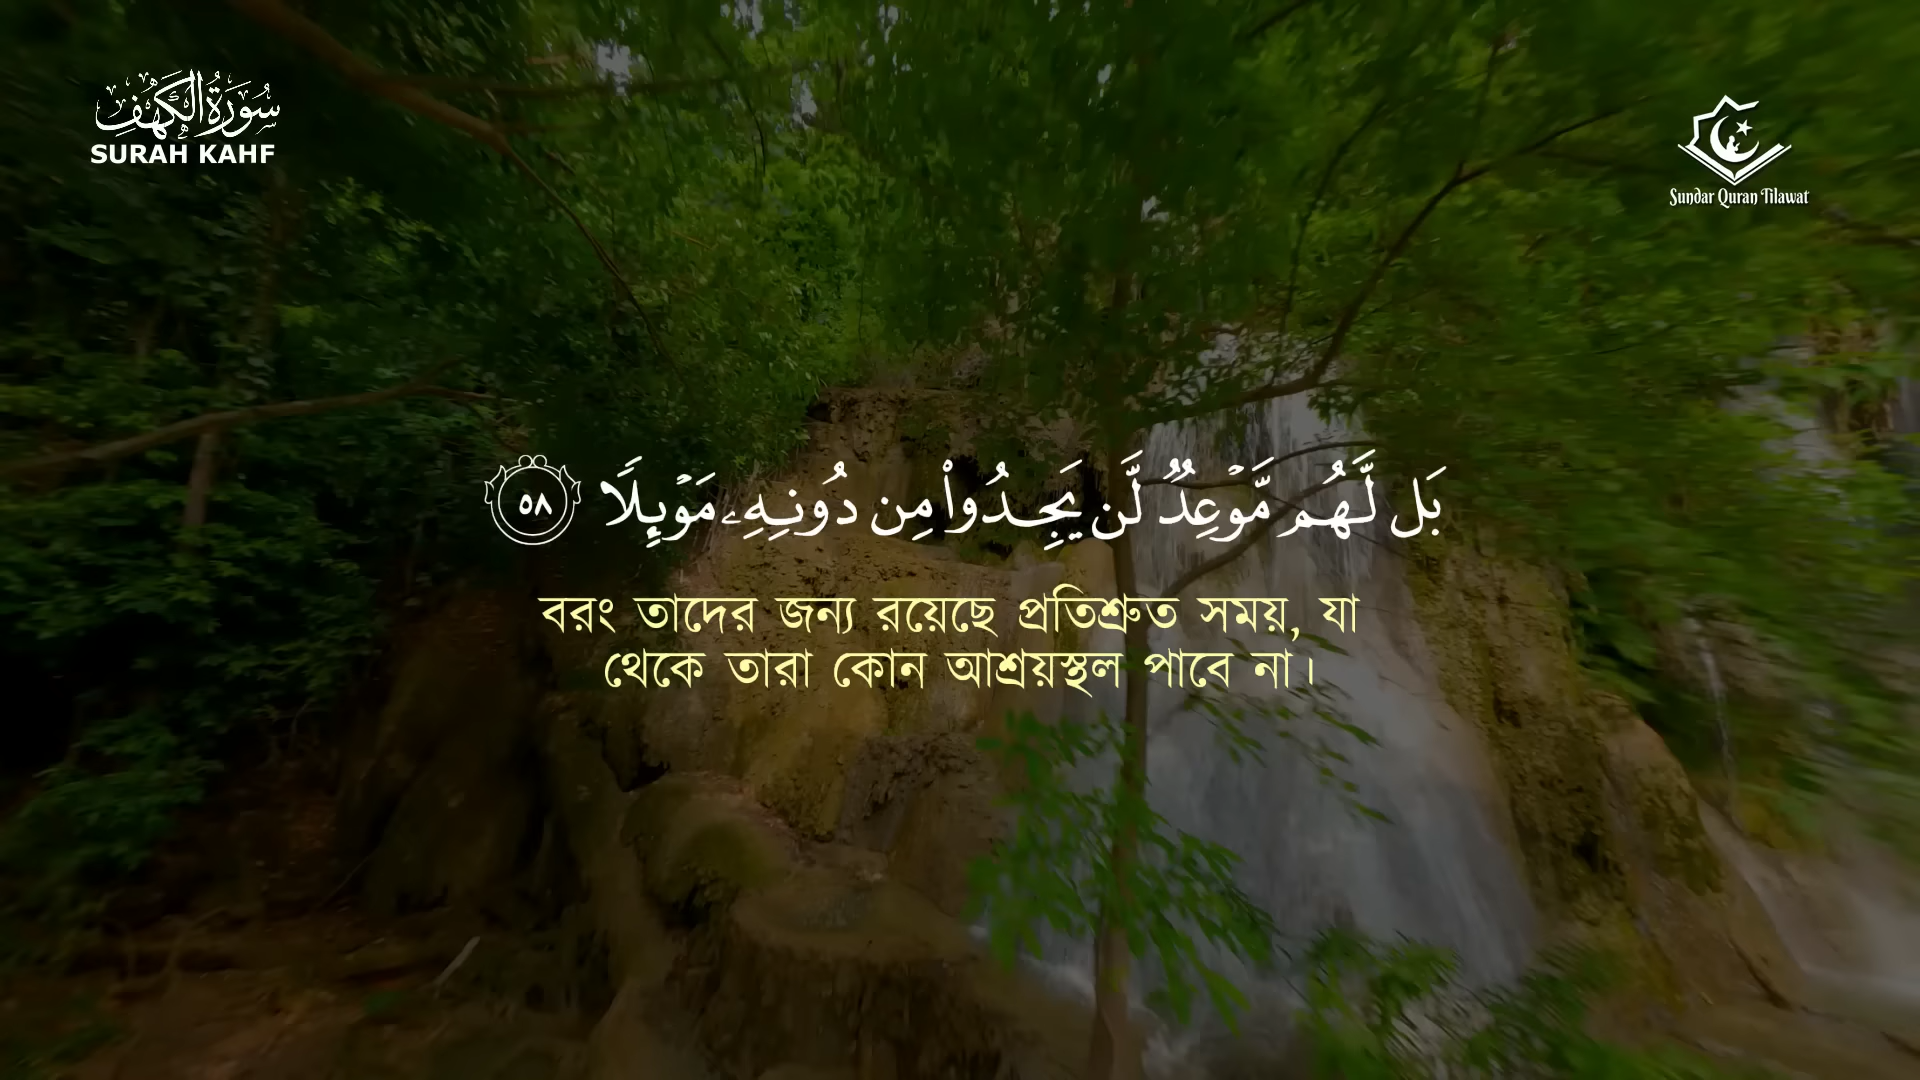 سُورَةُ الكَهْفِ
SURAH KAHF
Sundar Quran Tilawat
بَل لَّهُم مَّوۡعِدٞ لَّن يَجِدُواْ مِن دُونِهِۦ مَوۡئِلٗا ٥٨
বরং তাদের জন্য রয়েছে প্রতিশ্রুত সময়, যা
থেকে তারা কোন আশ্রয়স্থল পাবে না।